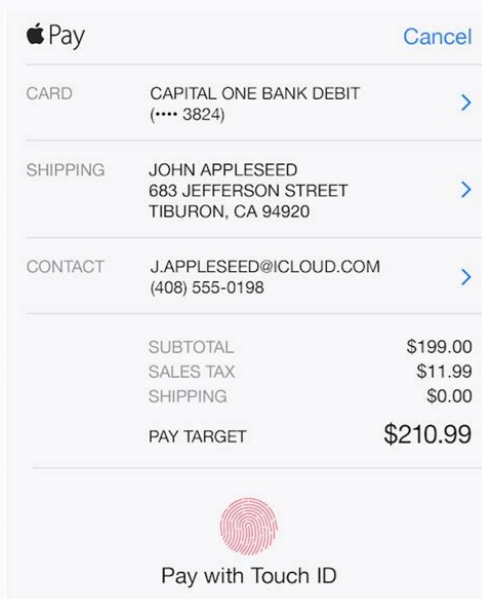 Pay
Cancel
CARD
CAPITAL ONE BANK DEBIT
(•••• 3824)
SHIPPING
JOHN APPLESEED
683 JEFFERSON STREET
TIBURON, CA 94920
CONTACT
J.APPLESEED@ICLOUD.COM
(408) 555-0198
SUBTOTAL $199.00
SALES TAX $11.99
SHIPPING $0.00
PAY TARGET $210.99
Pay with Touch ID